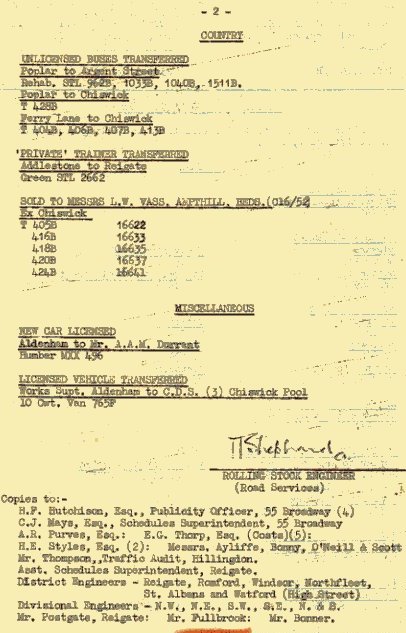 - 2 -
COUNTRY
UNLICENSED BUSES TRANSFERRED
Poplar to Argent Street
Rehab. STL 962B, 1033B, 1040B, 1511B.
Poplar to Chiswick
T 428B
Ferry Lane to Chiswick
T 404B, 406B, 407B, 413B
'PRIVATE' TRAINER TRANSFERRED
Addlestone to Reigate
Green STL 2662
SOLD TO MESSRS L.W. VASS, AMPTHILL, BEDS.(C16/52)
Ex Chiswick
T 405B 16622
416B 16633
418B 16635
420B 16637
424B 16641
MISCELLANEOUS
NEW CAR LICENSED
Aldenham to Mr. A.A.M. Durrant
Humber MXX 496
LICENSED VEHICLE TRANSFERRED
Works Supt. Aldenham to C.D.S. (3) Chiswick Pool
10 Cwt. Van 765F
ROLLING STOCK ENGINEER
(Road Services)
Copies to:-
H.F. Hutchison, Esq., Publicity Officer, 55 Broadway (4)
C.J. Mays, Esq., Schedules Superintendent, 55 Broadway
A.R. Purves, Esq.: E.G. Thorp, Esq. (Costs)(5):
H.E. Styles, Esq. (2): Messrs. Ayliffe, Bonny, O'Neill & Scott
Mr. Thompson, Traffic Audit, Hillingdon.
Asst. Schedules Superintendent, Reigate.
District Engineers - Reigate, Romford, Windsor, Northfleet,
St. Albans and Watford (High Street)
Divisional Engineers - N.W., N.E., S.W., S.E., N. & B.
Mr. Postgate, Reigate: Mr. Fullbrook: Mr. Bonner.